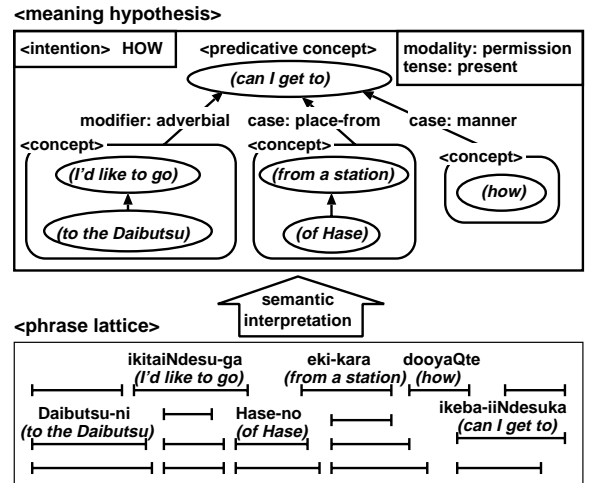 <meaning hypothesis>
<intention> HOW
<predicative concept>
modality: permission
tense: present
(can I get to)
modifier: adverbial
case: place-from
case: manner
<concept>
<concept>
<concept>
(I'd like to go)
(from a station)
(how)
(to the Daibutsu)
(of Hase)
semantic
interpretation
<phrase lattice>
ikitaiNdesu-ga
eki-kara
dooyaQte
(I'd like to go)
(from a station)
(how)
Daibutsu-ni
Hase-no
ikeba-iiNdesuka
(to the Daibutsu)
(of Hase)
(can I get to)